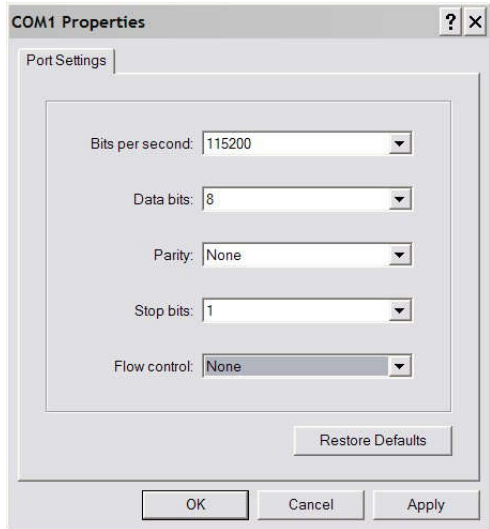 COM1 Properties ? ×
Port Settings
Bits per second: 115200
Data bits: 8
Parity: None
Stop bits: 1
Flow control: None
Restore Defaults
OK Cancel Apply